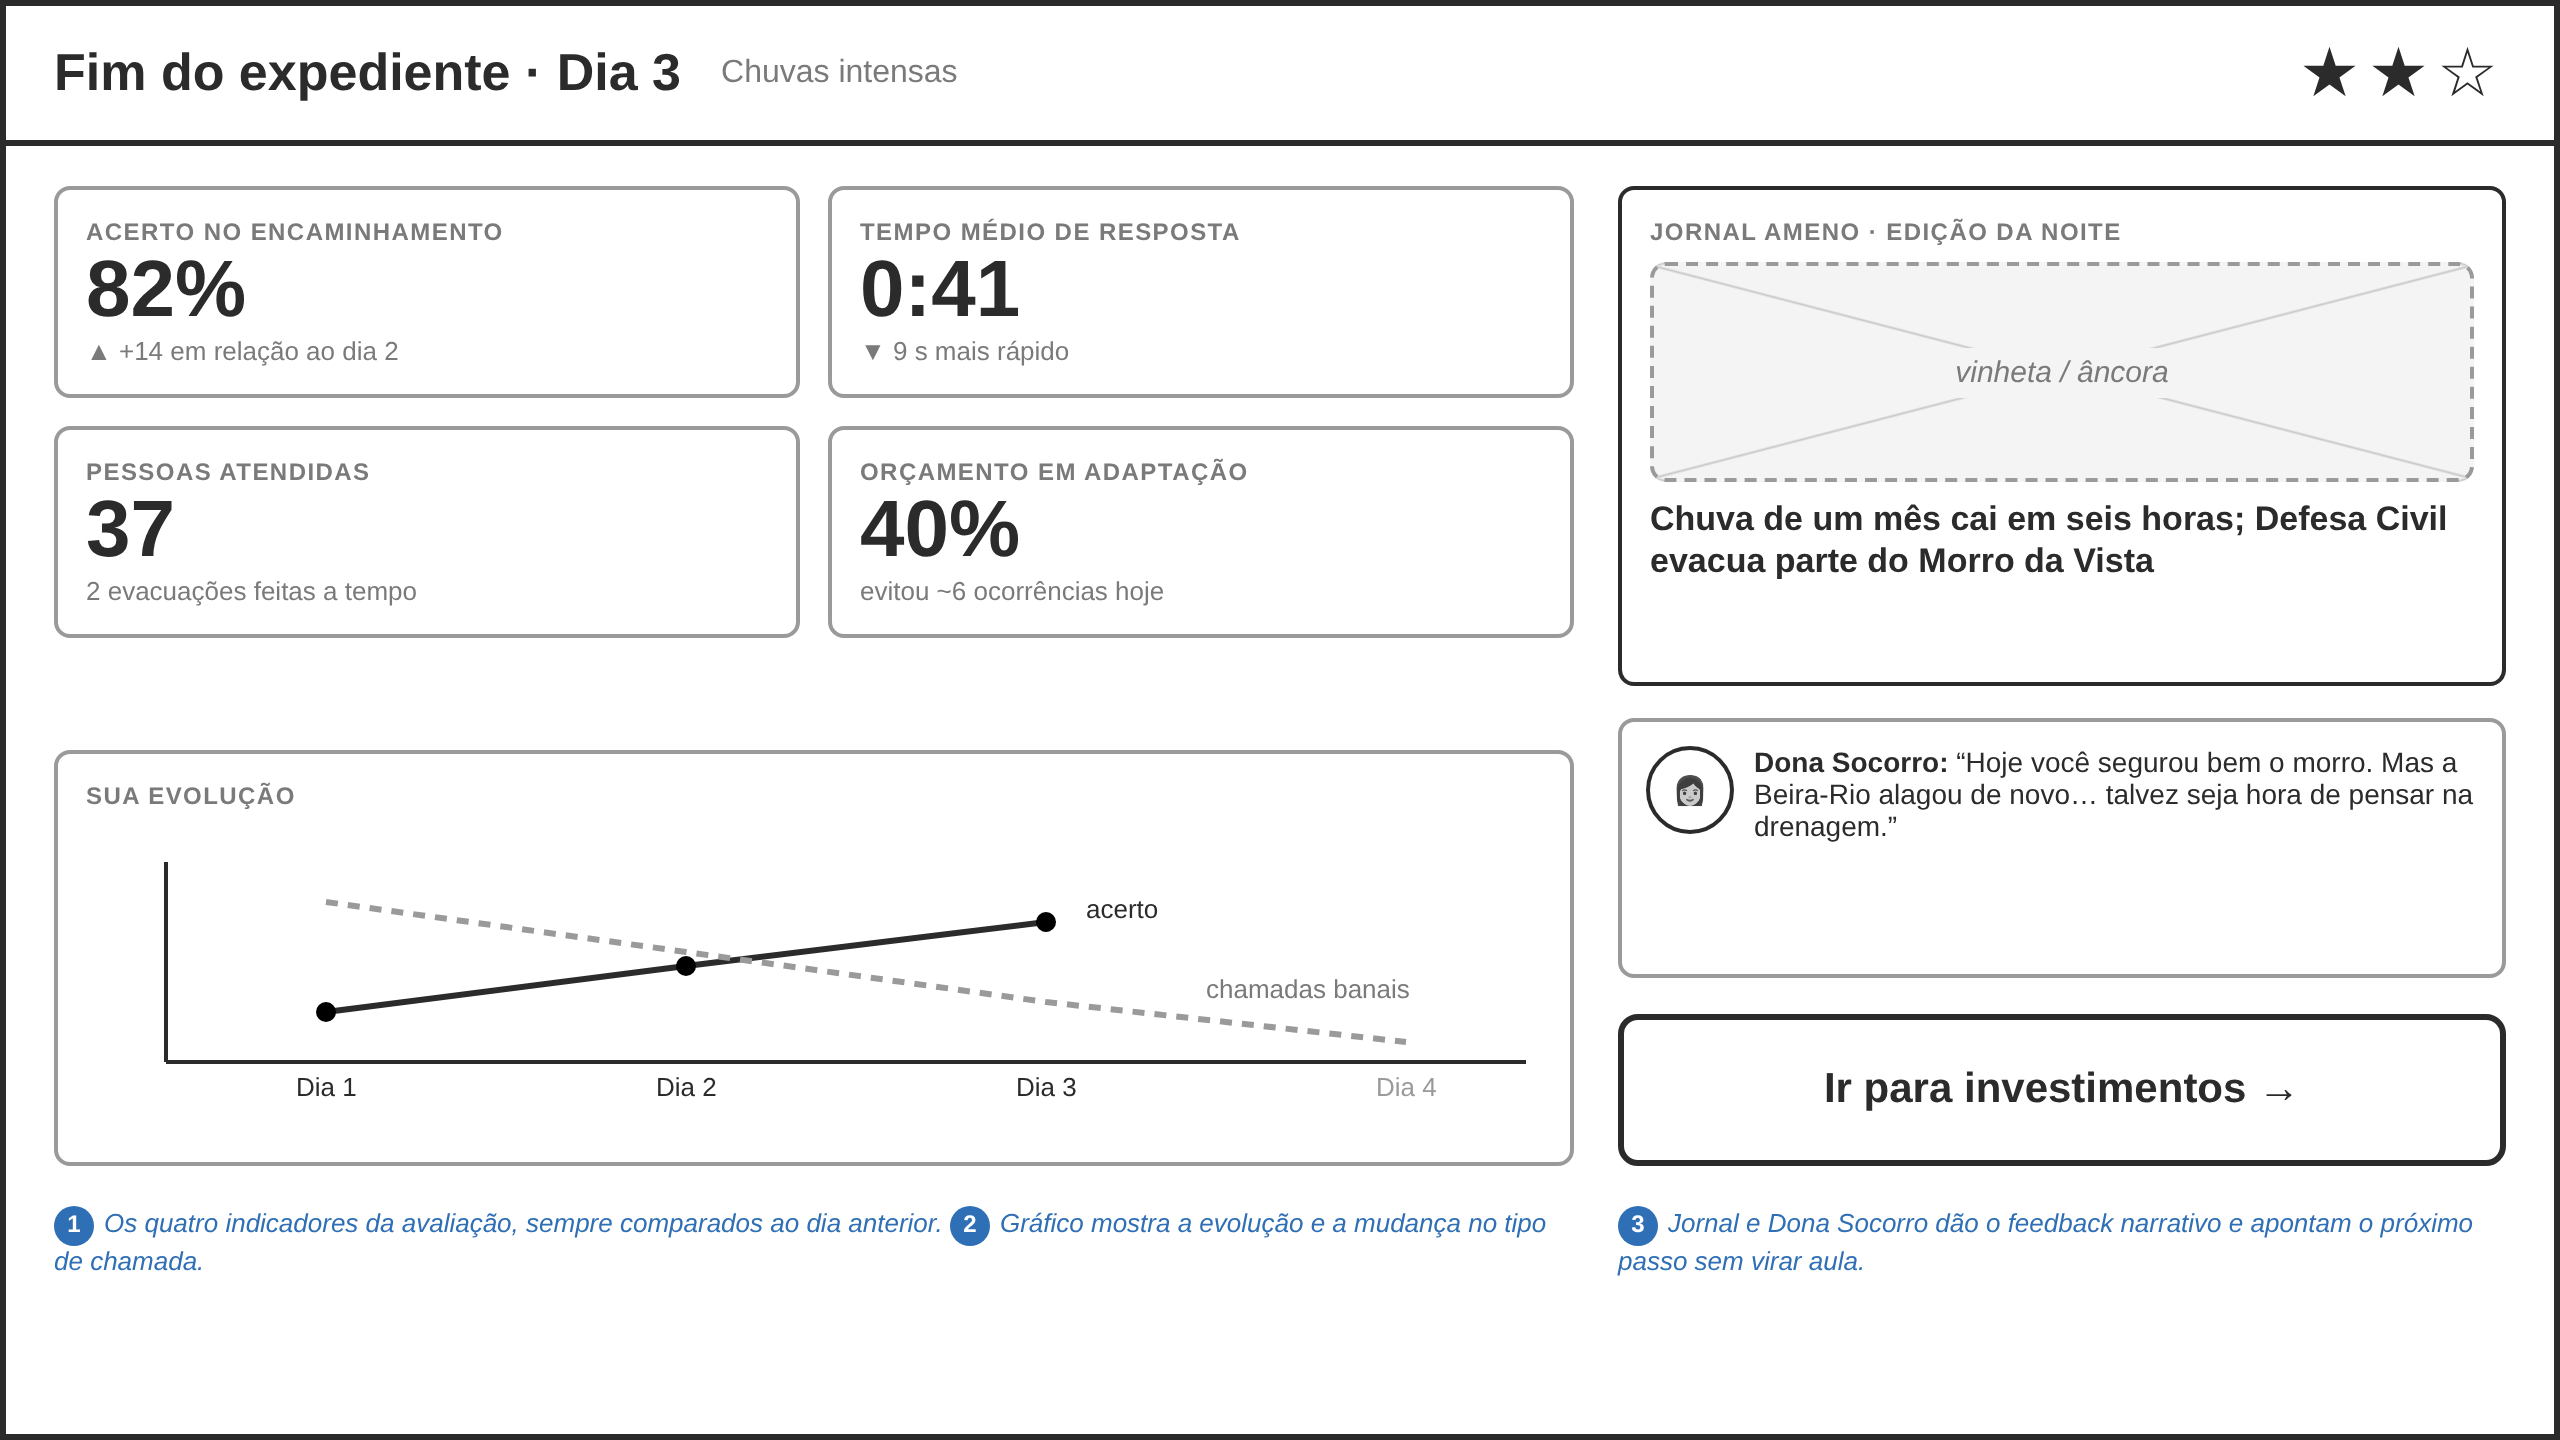 Fim do expediente · Dia 3 Chuvas intensas ★ ★ ☆
ACERTO NO ENCAMINHAMENTO
82%
▲ +14 em relação ao dia 2
TEMPO MÉDIO DE RESPOSTA
0:41
▼ 9 s mais rápido
PESSOAS ATENDIDAS
37
2 evacuações feitas a tempo
ORÇAMENTO EM ADAPTAÇÃO
40%
evitou ~6 ocorrências hoje
SUA EVOLUÇÃO
acerto
chamadas banais
Dia 1 Dia 2 Dia 3 Dia 4
1 Os quatro indicadores da avaliação, sempre comparados ao dia anterior. 2 Gráfico mostra a evolução e a mudança no tipo
de chamada.
JORNAL AMENO · EDIÇÃO DA NOITE
vinheta / âncora
Chuva de um mês cai em seis horas; Defesa Civil
evacua parte do Morro da Vista
Dona Socorro: “Hoje você segurou bem o morro. Mas a
Beira-Rio alagou de novo… talvez seja hora de pensar na
drenagem.”
Ir para investimentos →
3 Jornal e Dona Socorro dão o feedback narrativo e apontam o próximo
passo sem virar aula.